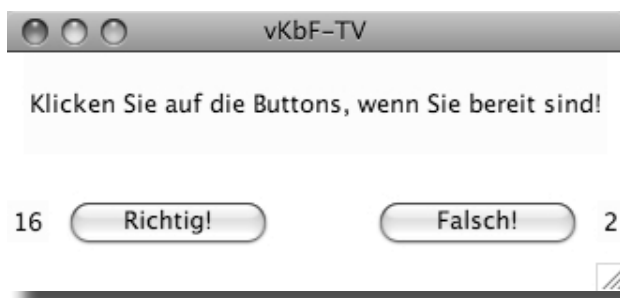 vKbF-TV
Klicken Sie auf die Buttons, wenn Sie bereit sind!
16 Richtig! Falsch! 2